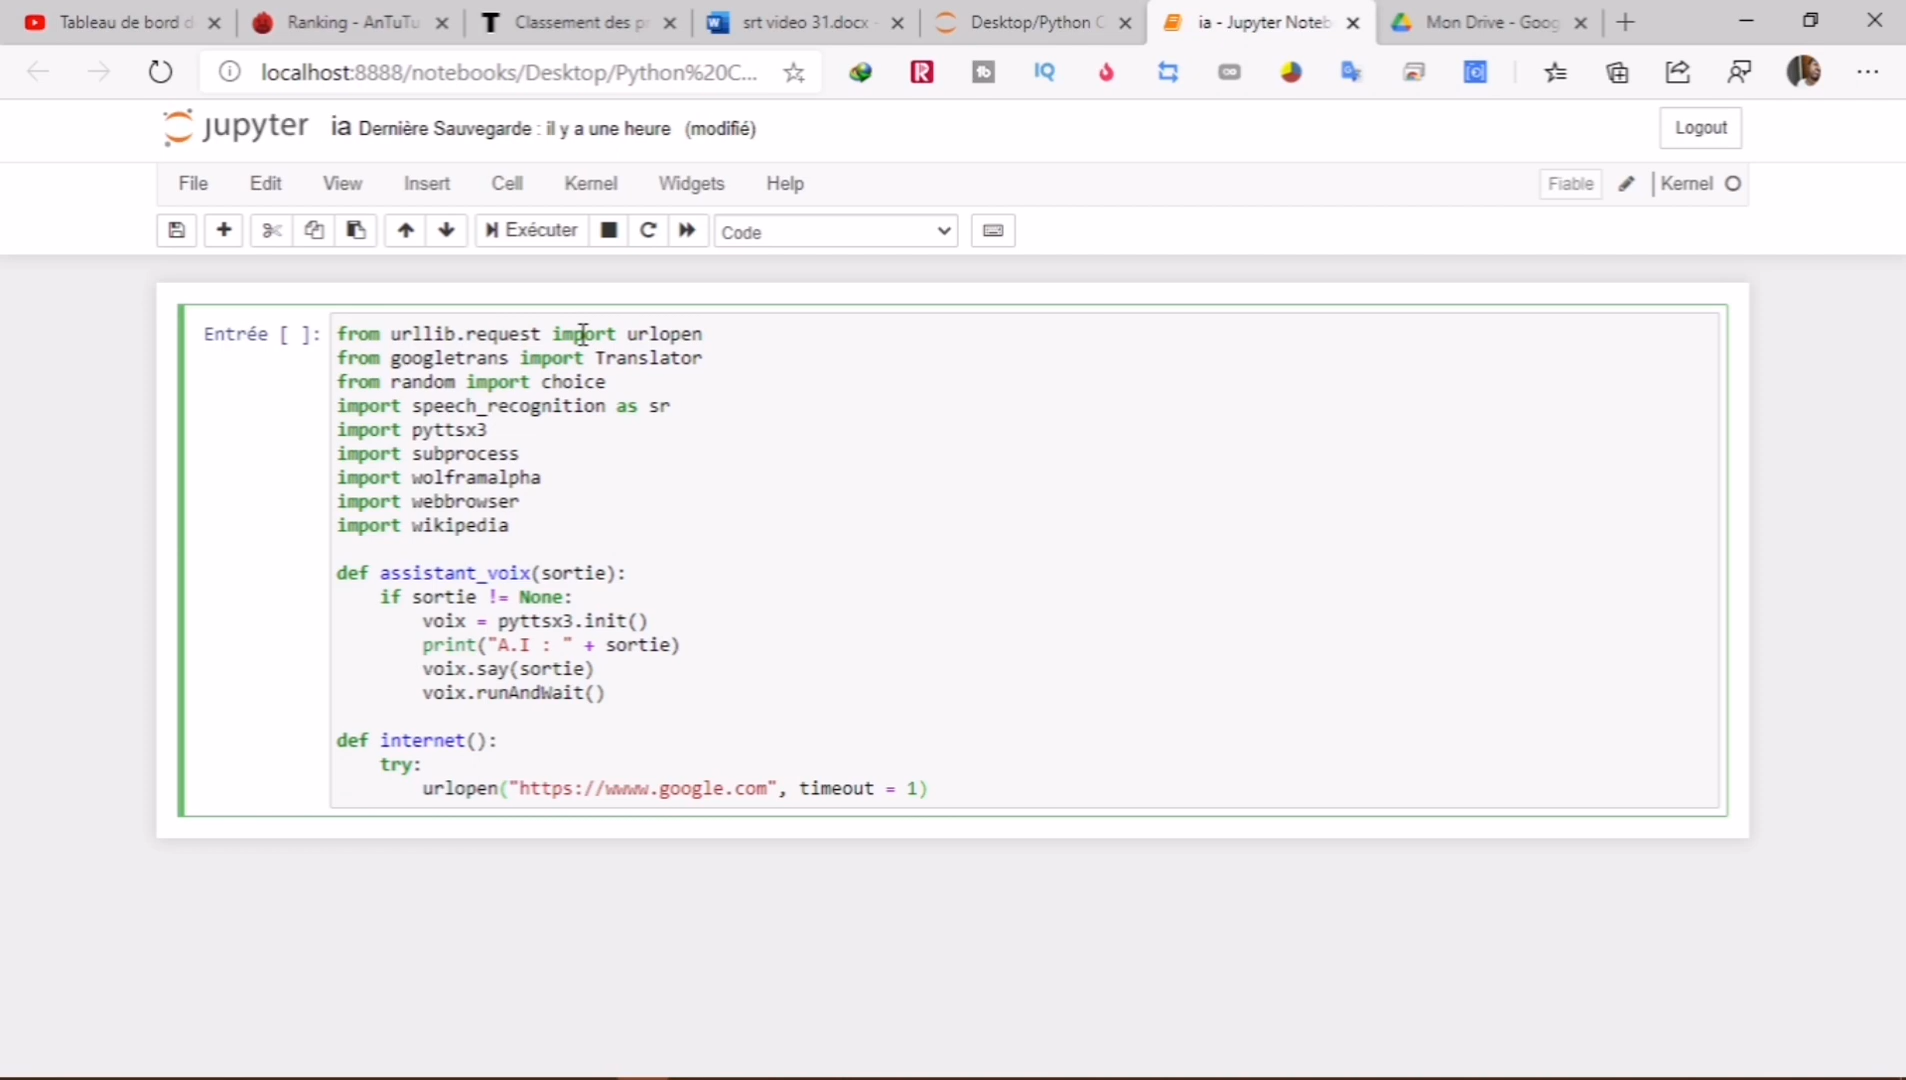 Tableau de bord d
Ranking - AnTuTu
Classement des pr
srt video 31.docx -
Desktop/Python C
ia - Jupyter Noteb
Mon Drive - Goog
localhost:8888/notebooks/Desktop/Python%20C...
jupyter ia Dernière Sauvegarde : il y a une heure (modifié)
Logout
File Edit View Insert Cell Kernel Widgets Help
Fiable
Kernel
Exécuter
Code
Entrée [ ]:
from urllib.request import urlopen
from googletrans import Translator
from random import choice
import speech_recognition as sr
import pyttsx3
import subprocess
import wolframalpha
import webbrowser
import wikipedia
def assistant_voix(sortie):
if sortie != None:
voix = pyttsx3.init()
print("A.I : " + sortie)
voix.say(sortie)
voix.runAndWait()
def internet():
try:
urlopen("https://www.google.com", timeout = 1)